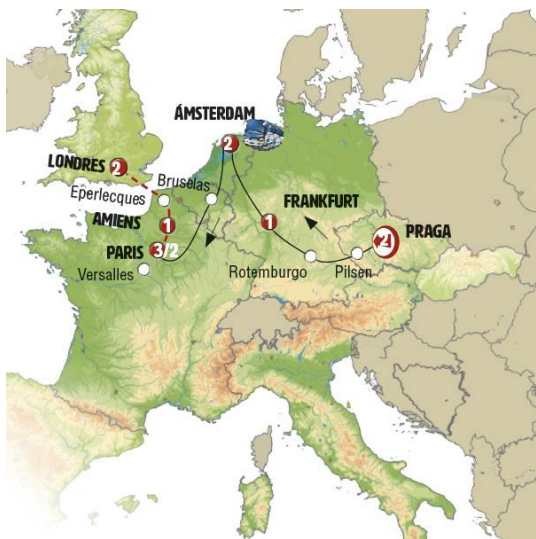 ÁMSTERDAM
2
LONDRES 2
Bruselas
Eperlecques
FRANKFURT
AMIENS
1
1
PRAGA
2
PARIS 3/2
Rotemburgo
Pilsen
Versalles